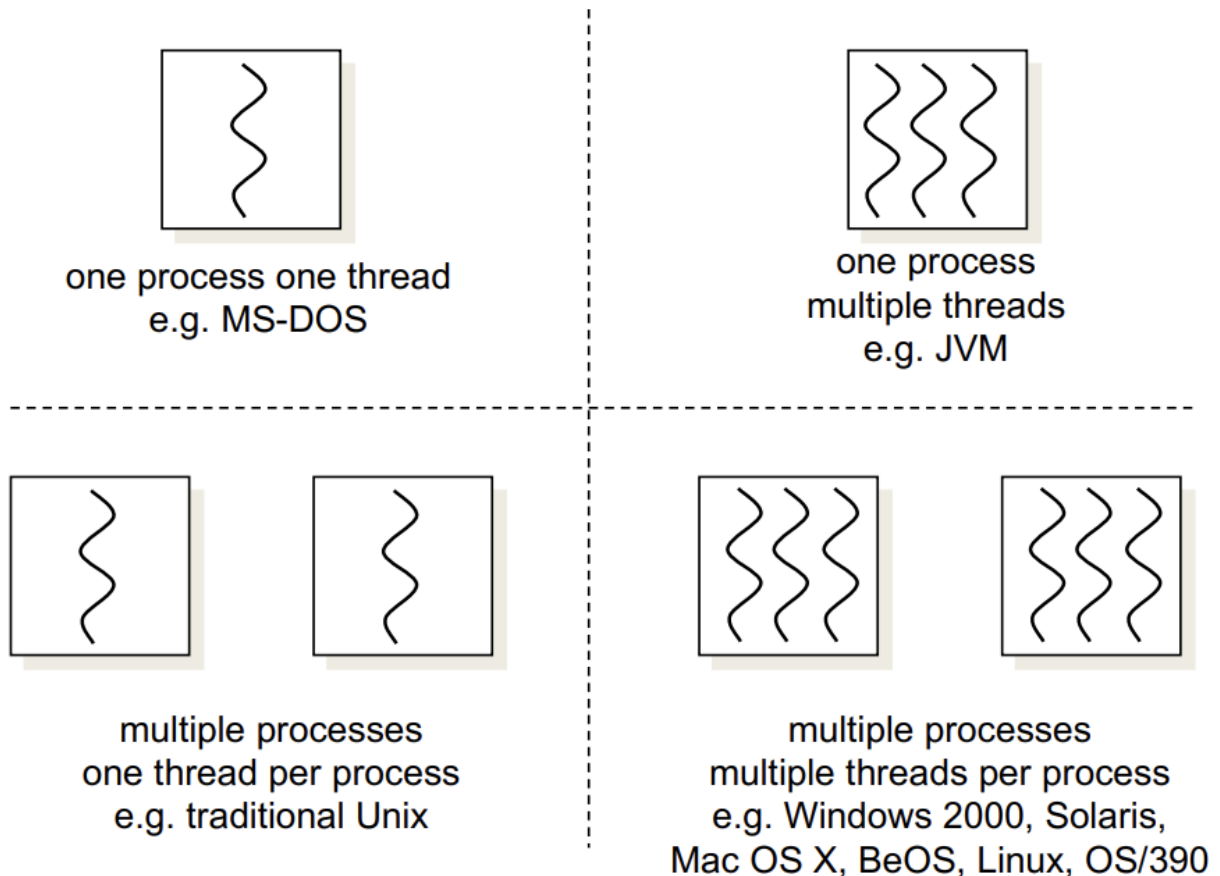 one process one thread
e.g. MS-DOS
one process
multiple threads
e.g. JVM
multiple processes
one thread per process
e.g. traditional Unix
multiple processes
multiple threads per process
e.g. Windows 2000, Solaris,
Mac OS X, BeOS, Linux, OS/390